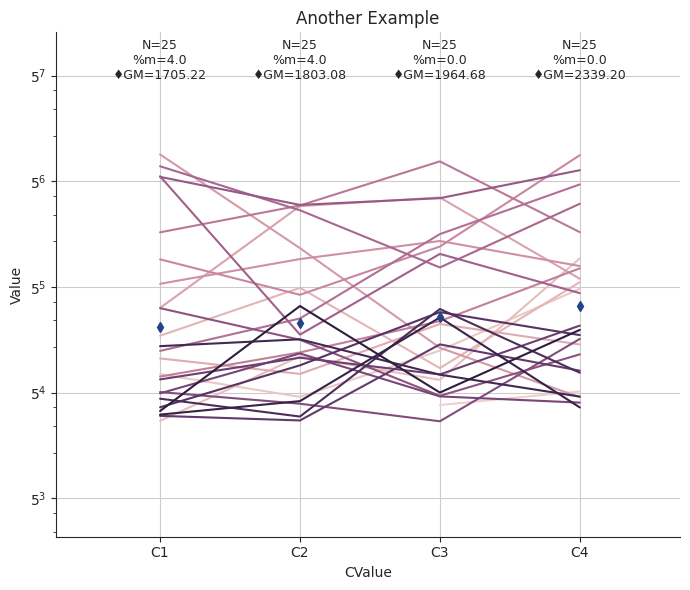 Another Example
N=25 N=25 N=25 N=25
%m=4.0 %m=4.0 %m=0.0 %m=0.0
♦GM=1705.22 ♦GM=1803.08 ♦GM=1964.68 ♦GM=2339.20
5⁷
5⁶
5⁵
5⁴
5³
Value
C1 C2 C3 C4
CValue